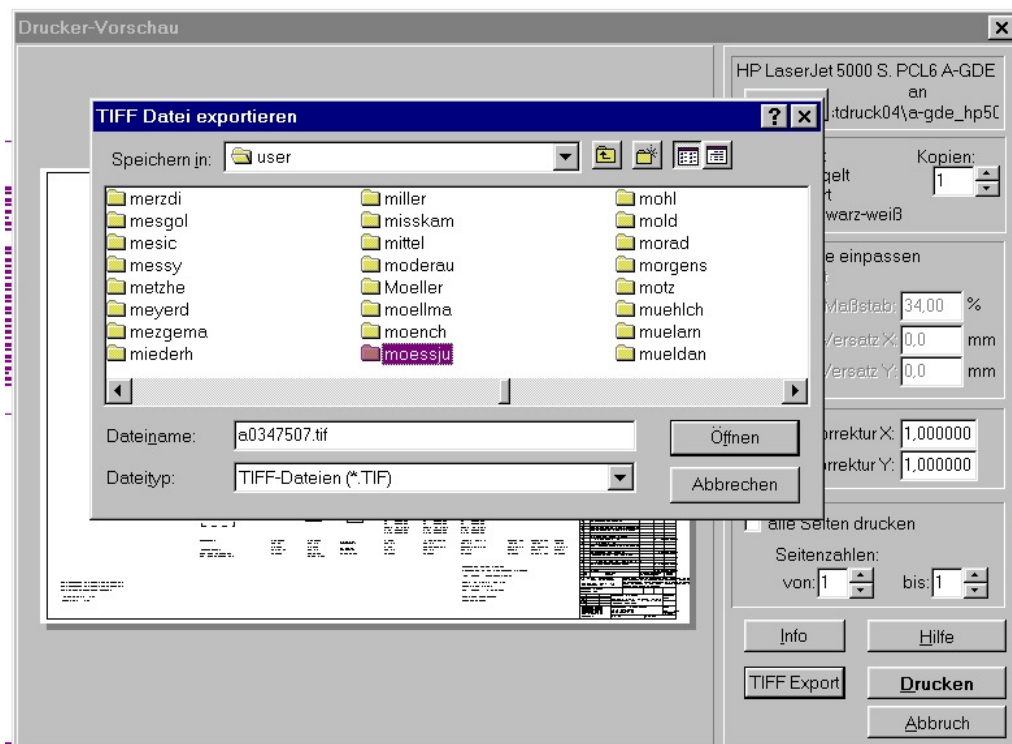 Drucker-Vorschau
HP LaserJet 5000 S. PCL6 A-GDE
an
tdruck04\a-gde_hp50
TIFF Datei exportieren
Speichern in: user
merzdi miller mohl
mesgol misskam mold
mesic mittel morad
messy moderau morgens
metzhe Moeller motz
meyerd moellma muehlch
mezgema moench muelarn
miederh moessju mueldan
Dateiname: a0347507.tif Öffnen
Dateityp: TIFF-Dateien (*.TIF) Abbrechen
Kopien:
gelt 1
rt
warz-weiß
e einpassen
Maßstab: 34,00 %
Versatz X: 0,0 mm
Versatz Y: 0,0 mm
orrektur X: 1,000000
orrektur Y: 1,000000
alle Seiten drucken
Seitenzahlen:
von: 1 bis: 1
Info Hilfe
TIFF Export Drucken
Abbruch